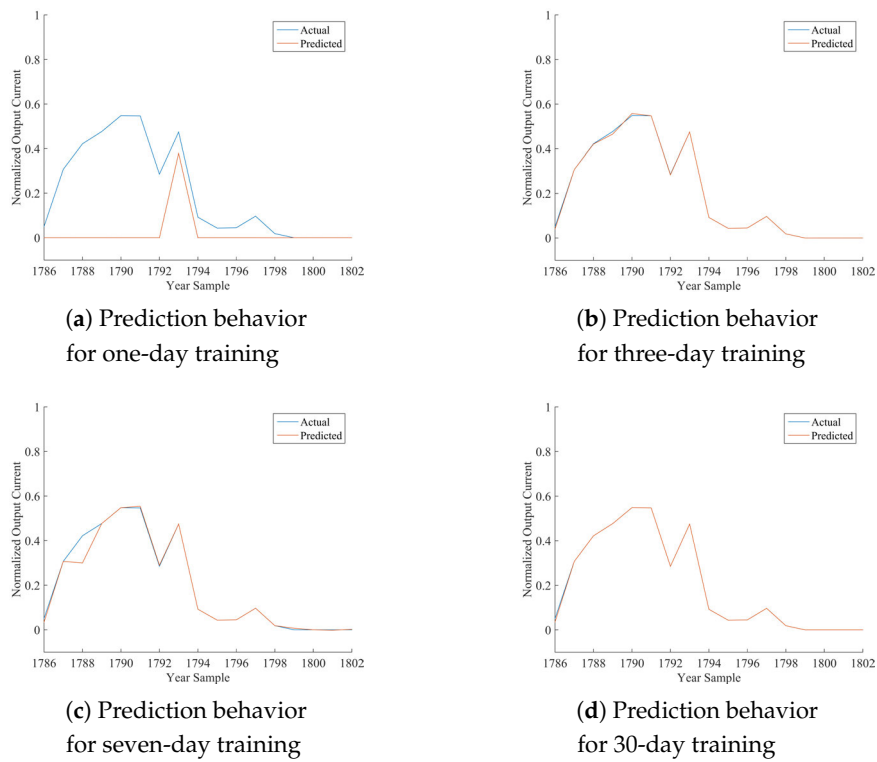 1
0.8
0.6
0.4
0.2
0
Normalized Output Current
Actual
Predicted
1786 1788 1790 1792 1794 1796 1798 1800 1802
Year Sample
(a) Prediction behavior
for one-day training
1
0.8
0.6
0.4
0.2
0
Normalized Output Current
Actual
Predicted
1786 1788 1790 1792 1794 1796 1798 1800 1802
Year Sample
(b) Prediction behavior
for three-day training
1
0.8
0.6
0.4
0.2
0
Normalized Output Current
Actual
Predicted
1786 1788 1790 1792 1794 1796 1798 1800 1802
Year Sample
(c) Prediction behavior
for seven-day training
1
0.8
0.6
0.4
0.2
0
Normalized Output Current
Actual
Predicted
1786 1788 1790 1792 1794 1796 1798 1800 1802
Year Sample
(d) Prediction behavior
for 30-day training